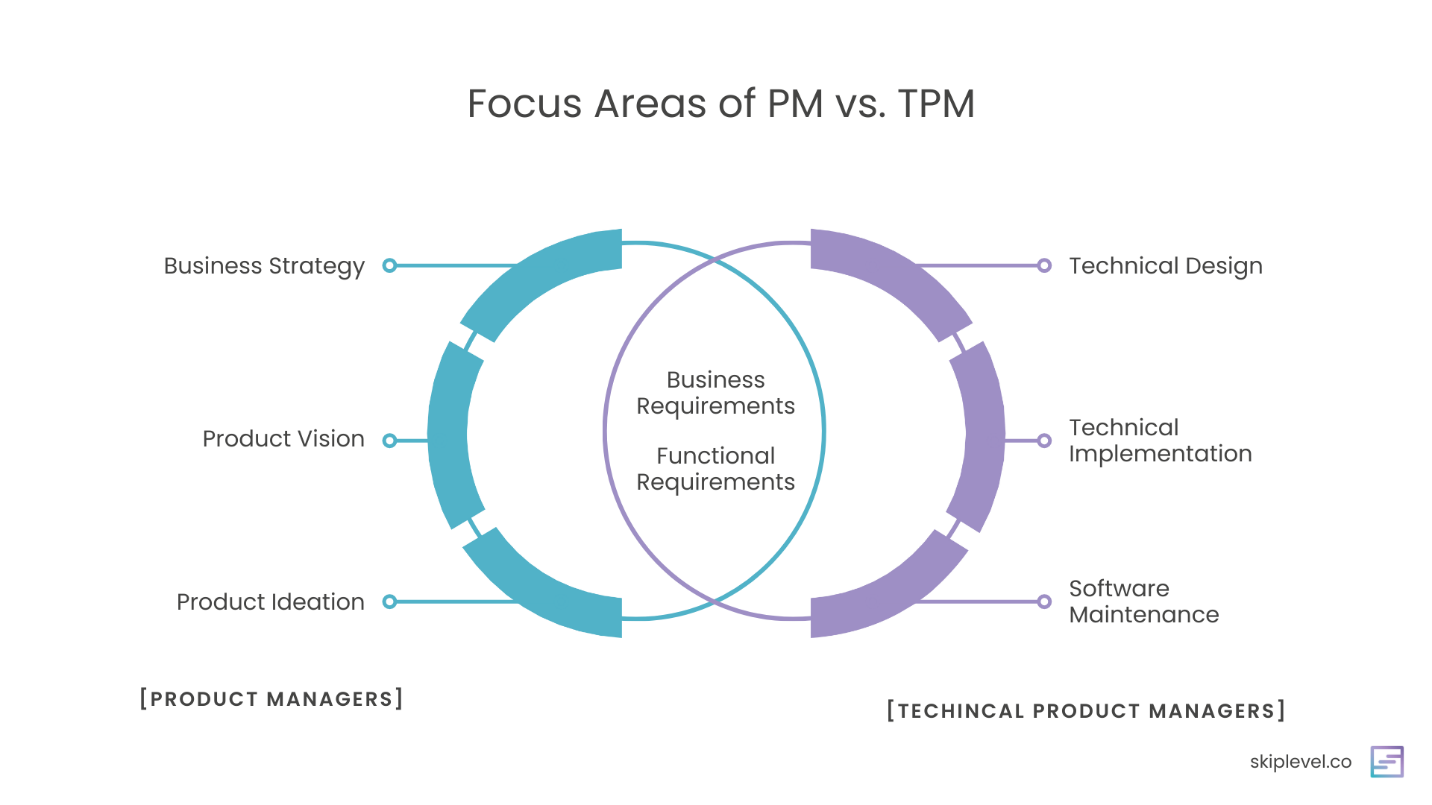 Focus Areas of PM vs. TPM
Business Strategy
Product Vision
Product Ideation
Business
Requirements
Functional
Requirements
Technical Design
Technical
Implementation
Software
Maintenance
[PRODUCT MANAGERS]
[TECHINCAL PRODUCT MANAGERS]
skiplevel.co